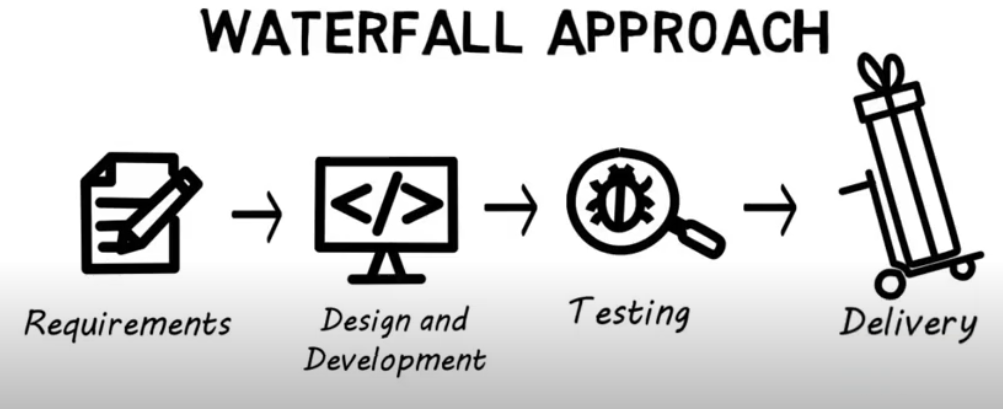 WATERFALL APPROACH
Requirements
Design and
Development
Testing
Delivery